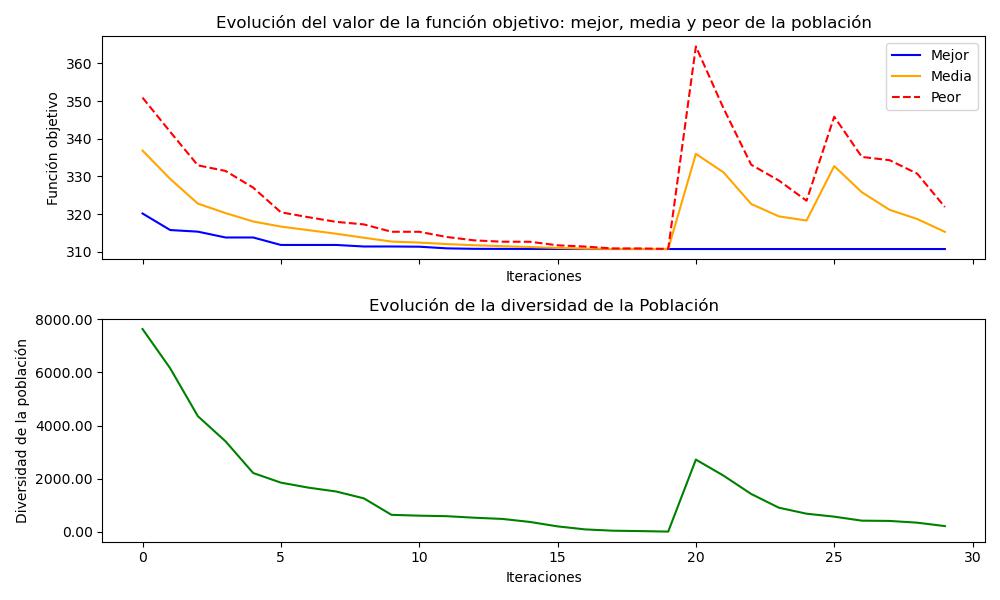 Evolución del valor de la función objetivo: mejor, media y peor de la población
Función objetivo
360
350
340
330
320
310
Mejor
Media
Peor
Iteraciones
Evolución de la diversidad de la Población
Diversidad de la población
8000.00
6000.00
4000.00
2000.00
0.00
0 5 10 15 20 25 30
Iteraciones